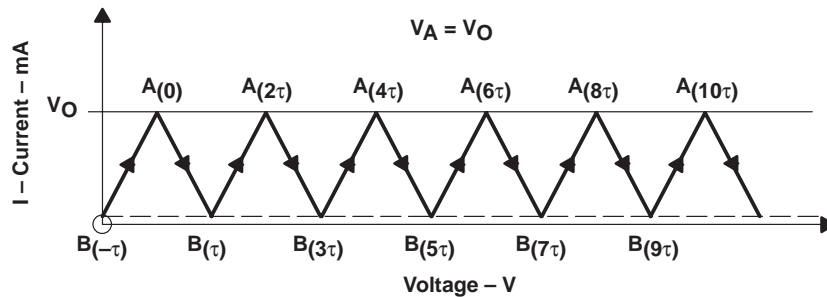 V_A = V_O
I – Current – mA
A(0) A(2τ) A(4τ) A(6τ) A(8τ) A(10τ)
V_O
B(–τ) B(τ) B(3τ) B(5τ) B(7τ) B(9τ)
Voltage – V